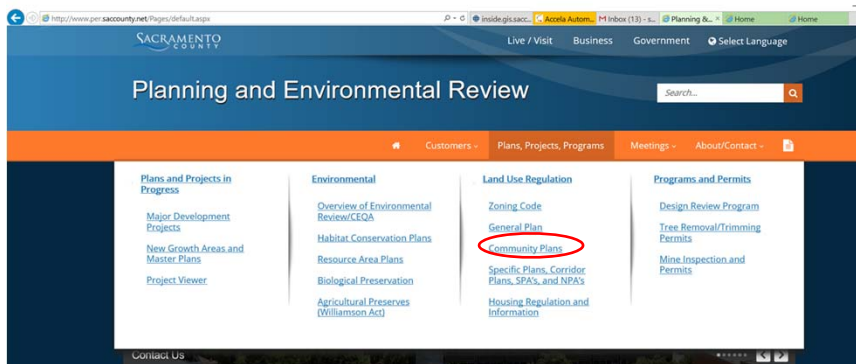 http://www.per.saccounty.net/Pages/default.aspx
inside.gis.sacc...
Accela Autom...
Inbox (13) - s...
Planning &...
Home
Home
SACRAMENTO
COUNTY
Live / Visit
Business
Government
Select Language
Planning and Environmental Review
Search...
Customers
Plans, Projects, Programs
Meetings
About/Contact
Plans and Projects in
Progress
Major Development
Projects
New Growth Areas and
Master Plans
Project Viewer
Environmental
Overview of Environmental
Review/CEQA
Habitat Conservation Plans
Resource Area Plans
Biological Preservation
Agricultural Preserves
(Williamson Act)
Land Use Regulation
Zoning Code
General Plan
Community Plans
Specific Plans, Corridor
Plans, SPA's, and NPA's
Housing Regulation and
Information
Programs and Permits
Design Review Program
Tree Removal/Trimming
Permits
Mine Inspection and
Permits
Contact Us